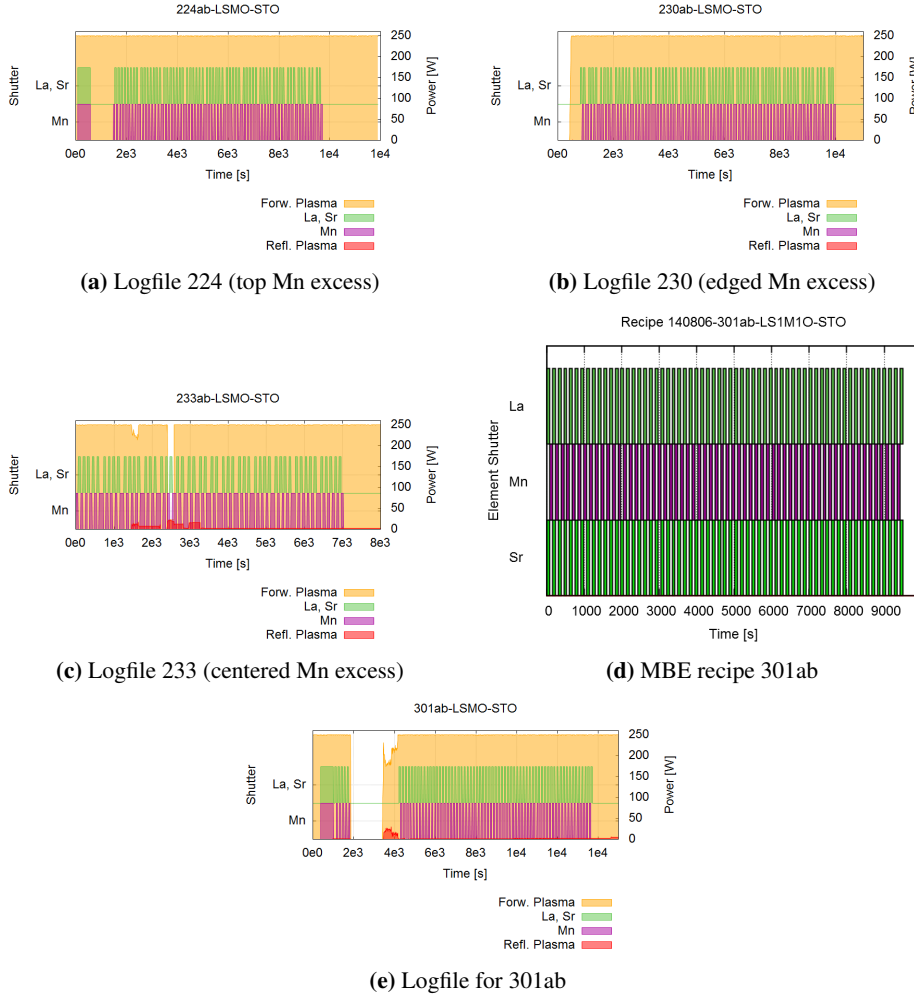 224ab-LSMO-STO
Shutter
La, Sr
Mn
250
200
150
100
50
0
Power [W]
0e0 2e3 4e3 6e3 8e3 1e4 1e4
Time [s]
Forw. Plasma
La, Sr
Mn
Refl. Plasma
(a) Logfile 224 (top Mn excess)
230ab-LSMO-STO
Shutter
La, Sr
Mn
250
200
150
100
50
0
Power [W]
0e0 2e3 4e3 6e3 8e3 1e4
Time [s]
Forw. Plasma
La, Sr
Mn
Refl. Plasma
(b) Logfile 230 (edged Mn excess)
233ab-LSMO-STO
Shutter
La, Sr
Mn
250
200
150
100
50
0
Power [W]
0e0 1e3 2e3 3e3 4e3 5e3 6e3 7e3 8e3
Time [s]
Forw. Plasma
La, Sr
Mn
Refl. Plasma
(c) Logfile 233 (centered Mn excess)
Recipe 140806-301ab-LS1M1O-STO
Element Shutter
La
Mn
Sr
0 1000 2000 3000 4000 5000 6000 7000 8000 9000
Time [s]
(d) MBE recipe 301ab
301ab-LSMO-STO
Shutter
La, Sr
Mn
250
200
150
100
50
0
Power [W]
0e0 2e3 4e3 6e3 8e3 1e4 1e4 1e4
Time [s]
Forw. Plasma
La, Sr
Mn
Refl. Plasma
(e) Logfile for 301ab